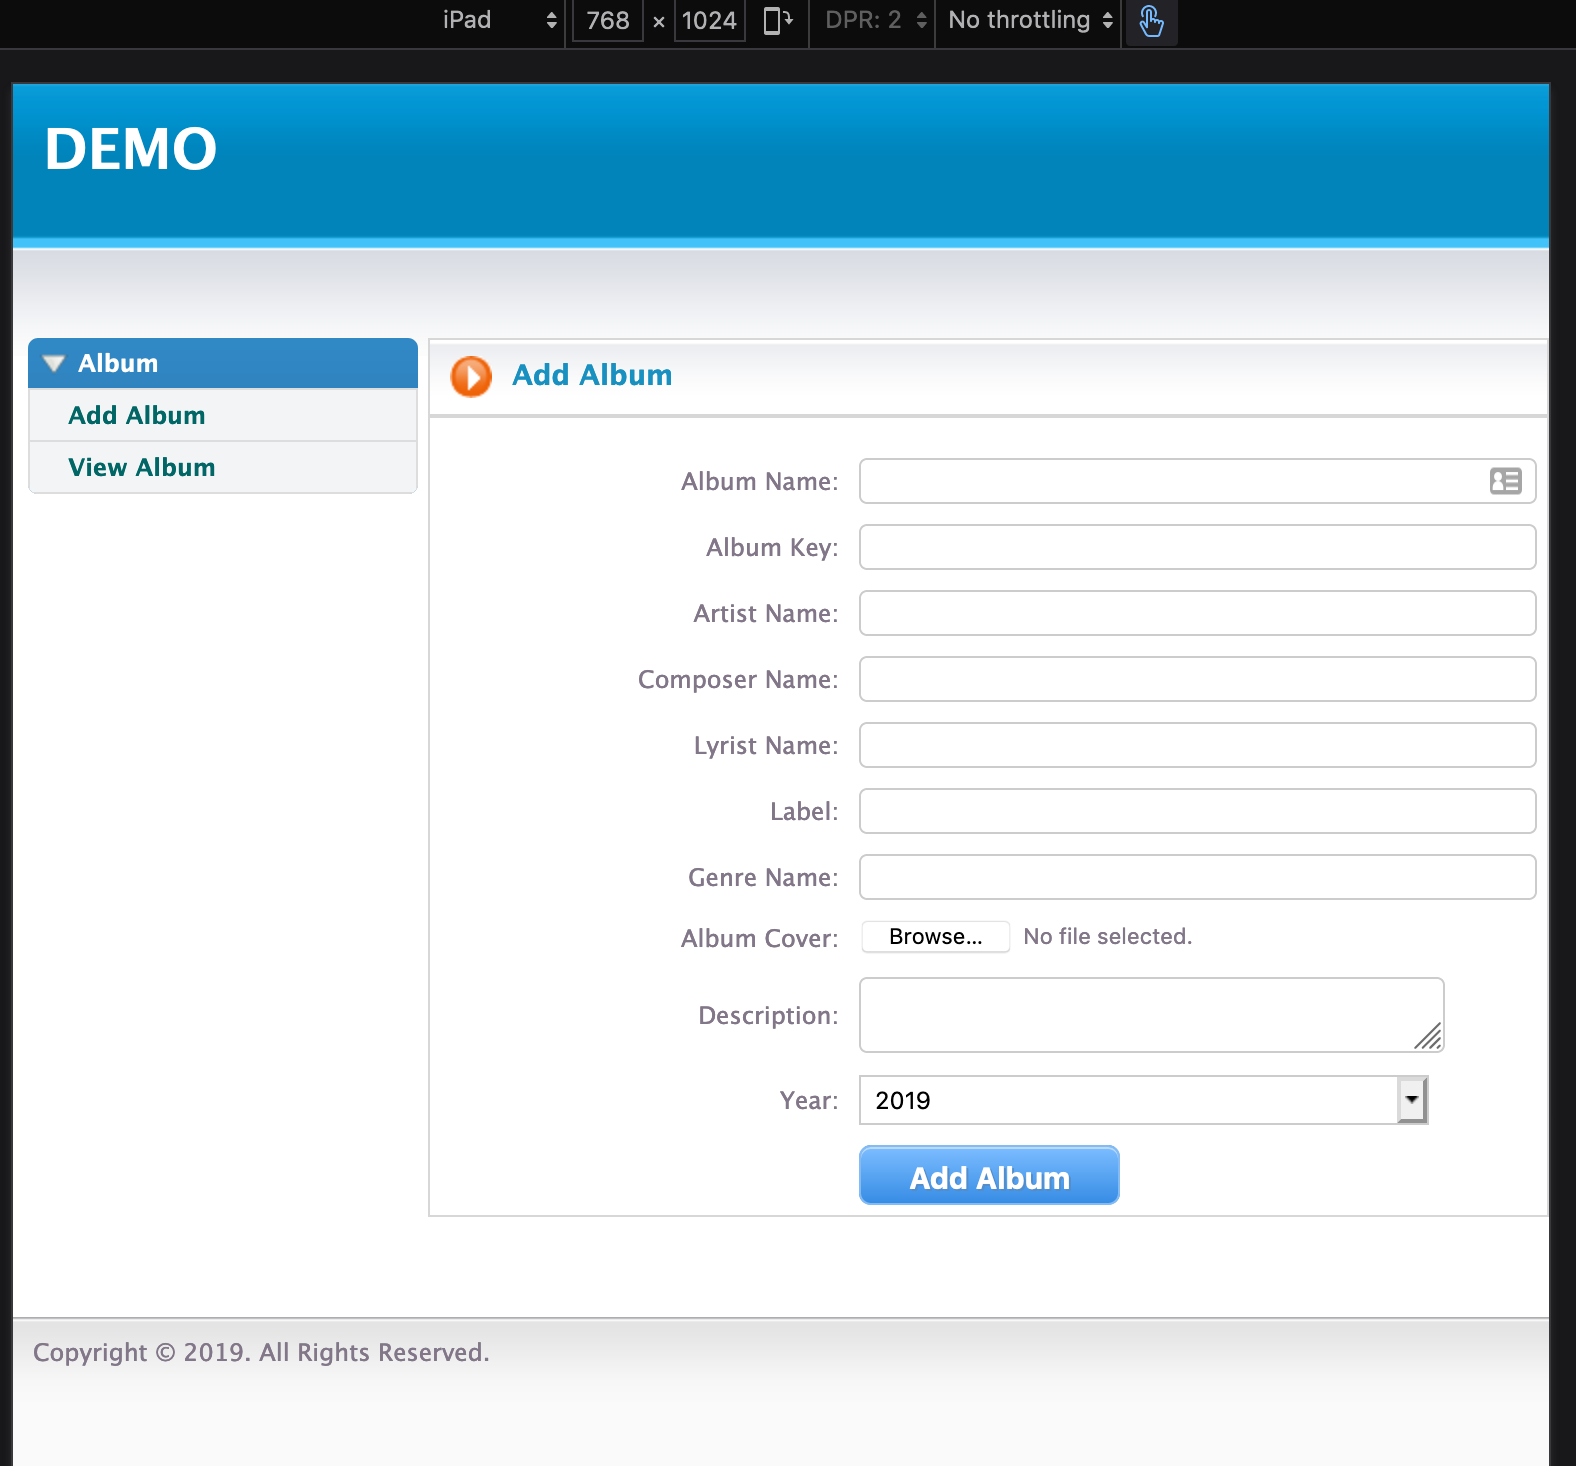 iPad 768 × 1024 DPR: 2 No throttling
DEMO
Album
Add Album
View Album
Add Album
Album Name:
Album Key:
Artist Name:
Composer Name:
Lyrist Name:
Label:
Genre Name:
Album Cover: Browse... No file selected.
Description:
Year: 2019
Add Album
Copyright © 2019. All Rights Reserved.